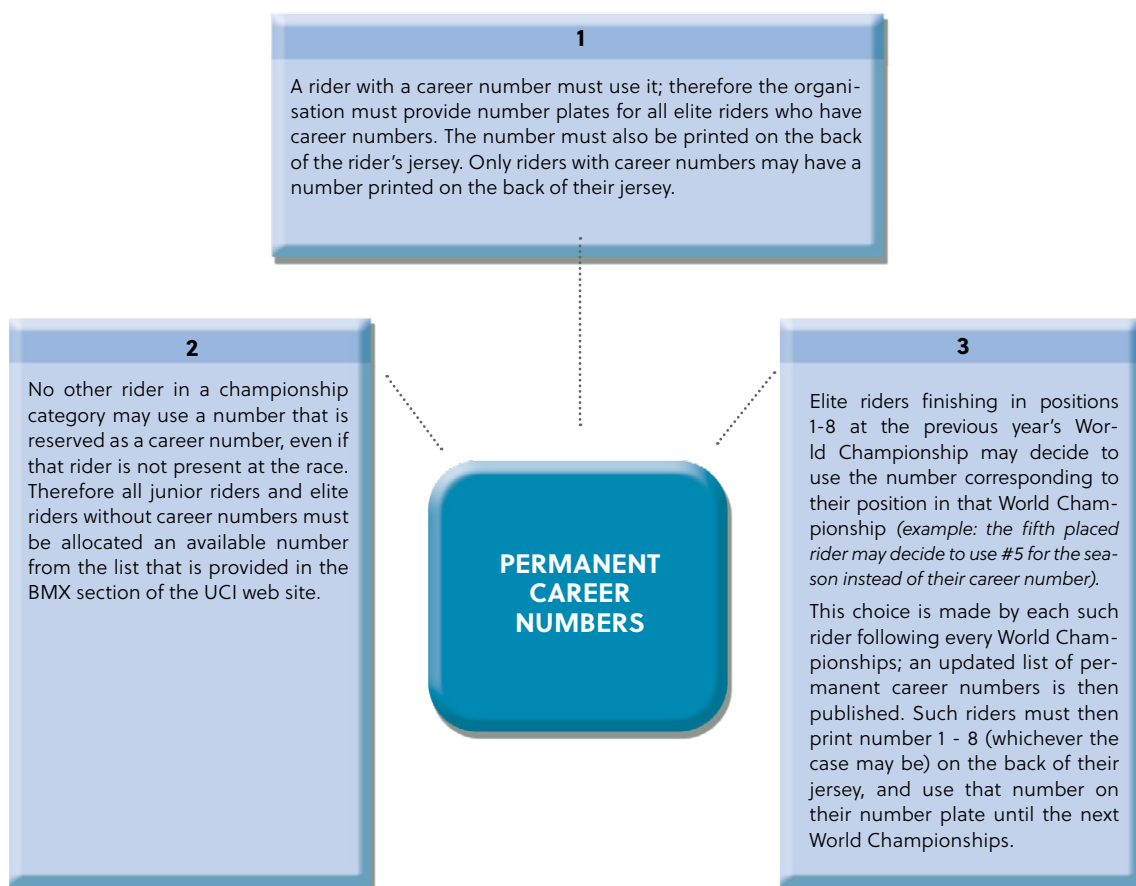 1
A rider with a career number must use it; therefore the organi-
sation must provide number plates for all elite riders who have
career numbers. The number must also be printed on the back
of the rider's jersey. Only riders with career numbers may have a
number printed on the back of their jersey.
2
No other rider in a championship
category may use a number that is
reserved as a career number, even if
that rider is not present at the race.
Therefore all junior riders and elite
riders without career numbers must
be allocated an available number
from the list that is provided in the
BMX section of the UCI web site.
PERMANENT
CAREER
NUMBERS
3
Elite riders finishing in positions
1-8 at the previous year's Wor-
ld Championship may decide to
use the number corresponding to
their position in that World Cham-
pionship (example: the fifth placed
rider may decide to use #5 for the sea-
son instead of their career number).
This choice is made by each such
rider following every World Cham-
pionships; an updated list of per-
manent career numbers is then
published. Such riders must then
print number 1 - 8 (whichever the
case may be) on the back of their
jersey, and use that number on
their number plate until the next
World Championships.